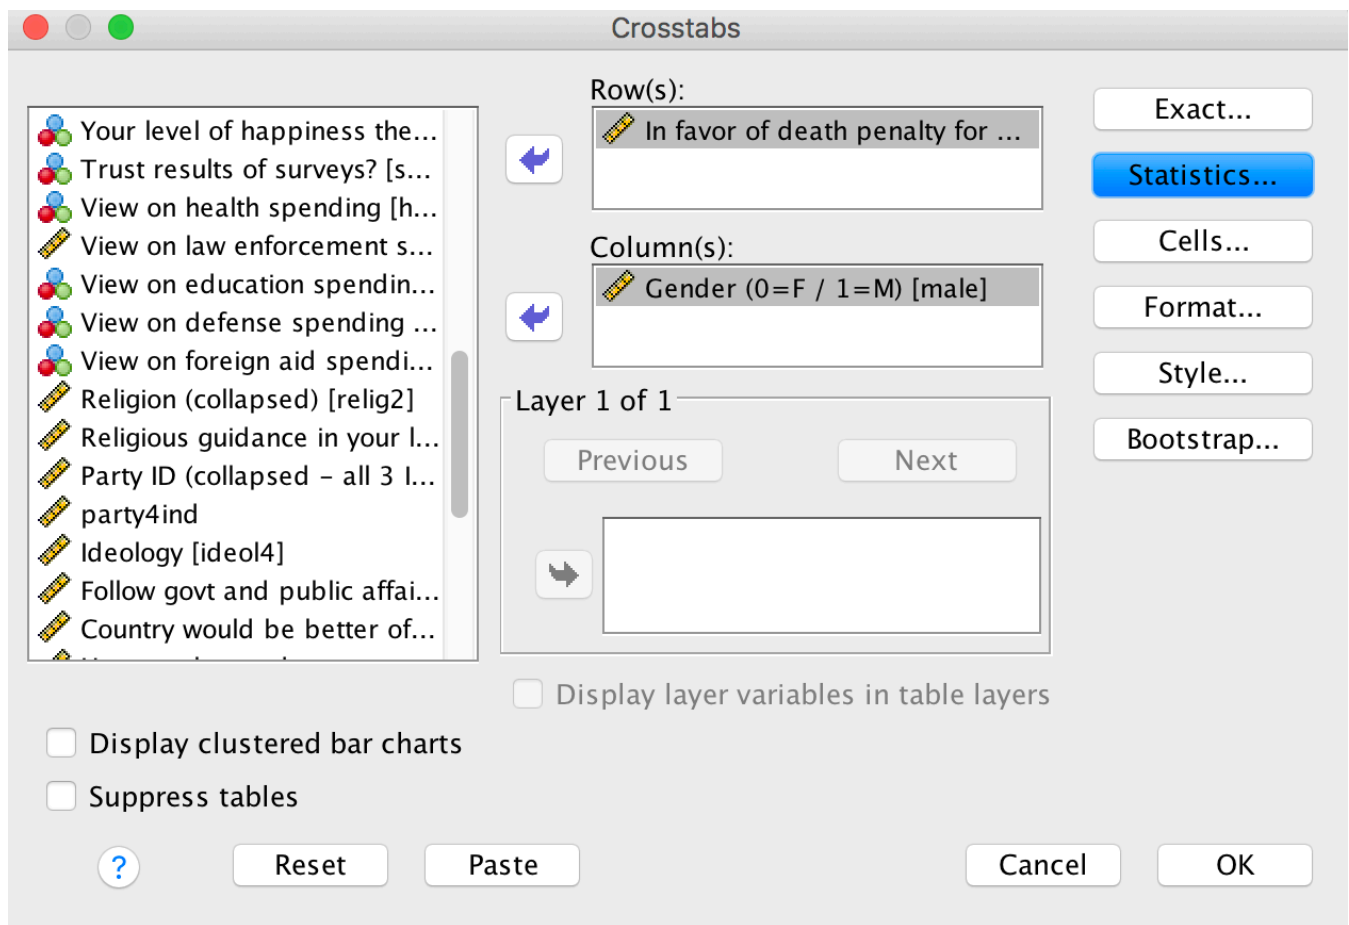 Crosstabs
Your level of happiness the...
Trust results of surveys? [s...
View on health spending [h...
View on law enforcement s...
View on education spendin...
View on defense spending ...
View on foreign aid spendi...
Religion (collapsed) [relig2]
Religious guidance in your l...
Party ID (collapsed – all 3 I...
party4ind
Ideology [ideol4]
Follow govt and public affai...
Country would be better of...
Row(s):
In favor of death penalty for ...
Column(s):
Gender (0=F / 1=M) [male]
Layer 1 of 1
Previous
Next
Display layer variables in table layers
Exact...
Statistics...
Cells...
Format...
Style...
Bootstrap...
Display clustered bar charts
Suppress tables
?
Reset
Paste
Cancel
OK